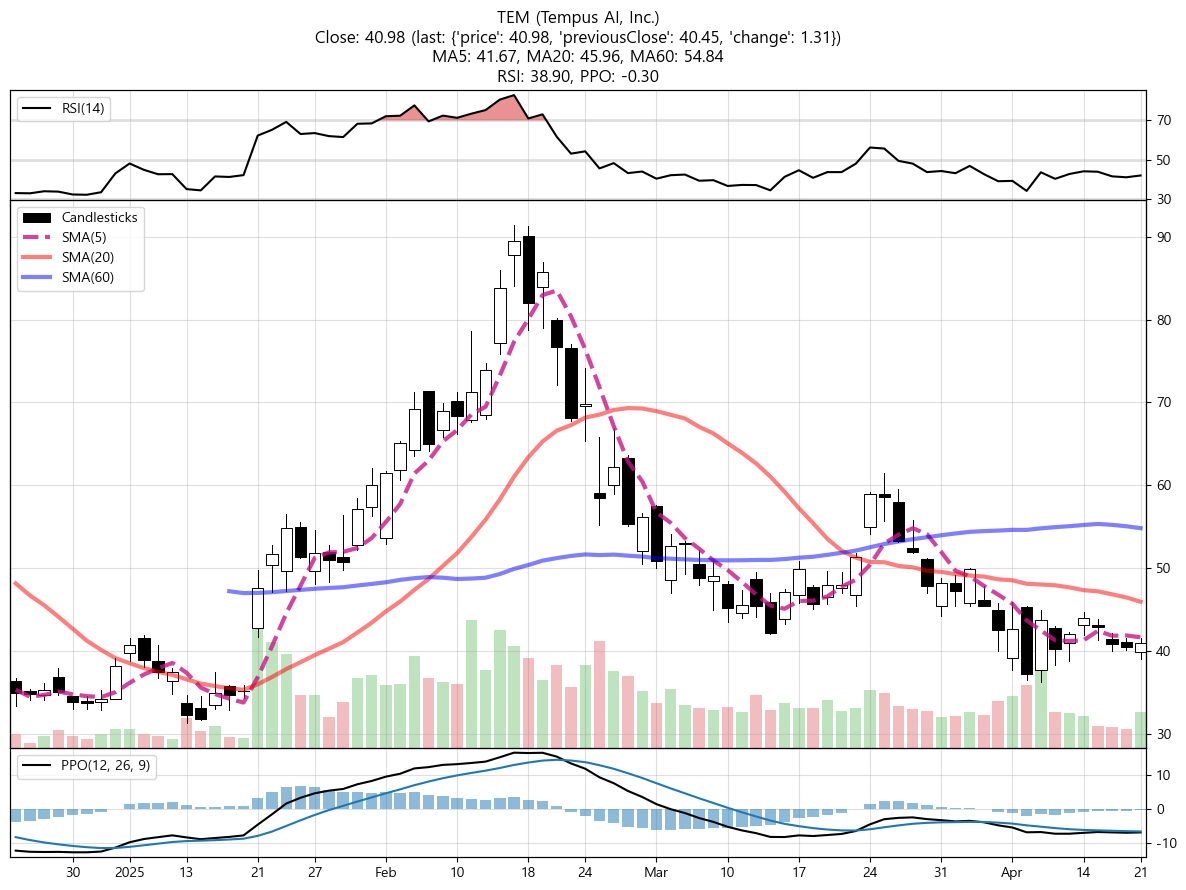 TEM (Tempus AI, Inc.)
Close: 40.98 (last: {'price': 40.98, 'previousClose': 40.45, 'change': 1.31})
MA5: 41.67, MA20: 45.96, MA60: 54.84
RSI: 38.90, PPO: -0.30
RSI(14)
70
50
30
Candlesticks
SMA(5)
SMA(20)
SMA(60)
90
80
70
60
50
40
30
PPO(12, 26, 9)
10
0
-10
30 2025 13 21 27 Feb 10 18 24 Mar 10 17 24 31 Apr 14 21